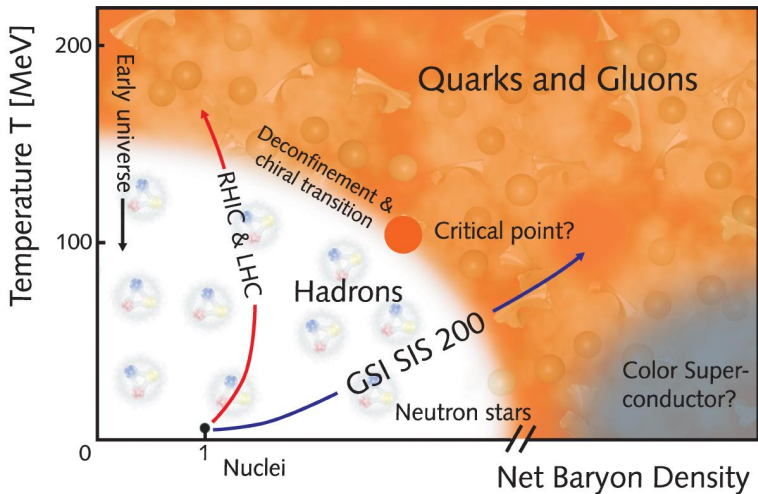 200
Temperature T [MeV]
Early universe
Quarks and Gluons
Deconfinement &
chiral transition
RHIC & LHC
100
Critical point?
Hadrons
GSI SIS 200
Color Super-
conductor?
Neutron stars
0
1
Nuclei
Net Baryon Density